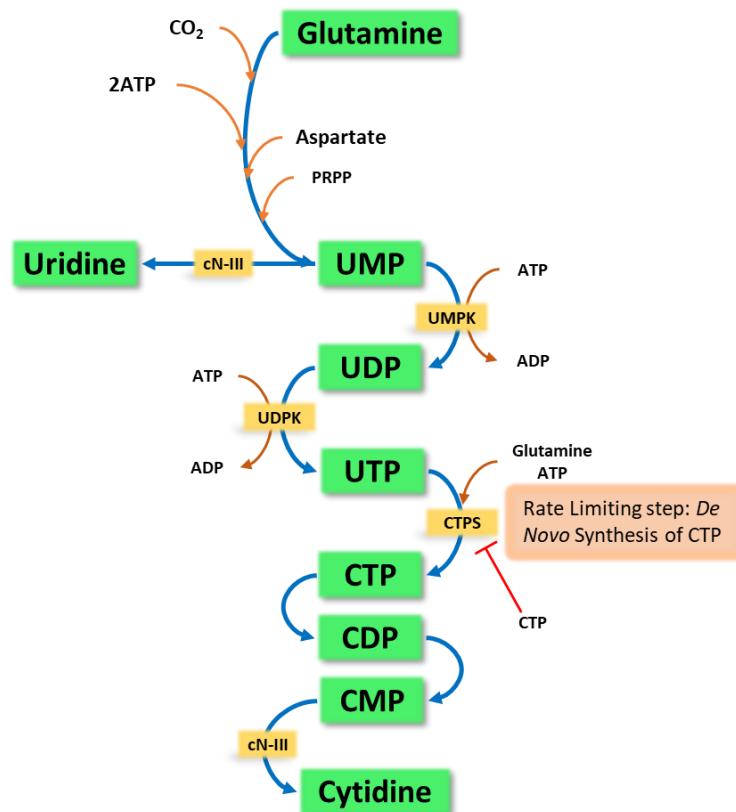 CO₂
Glutamine
2ATP
Aspartate
PRPP
Uridine
cN-III
UMP
ATP
UMPK
ADP
UDP
ATP
UDPK
ADP
UTP
Glutamine
ATP
CTPS
Rate Limiting step: De
Novo Synthesis of CTP
CTP
CTP
CDP
CMP
cN-III
Cytidine